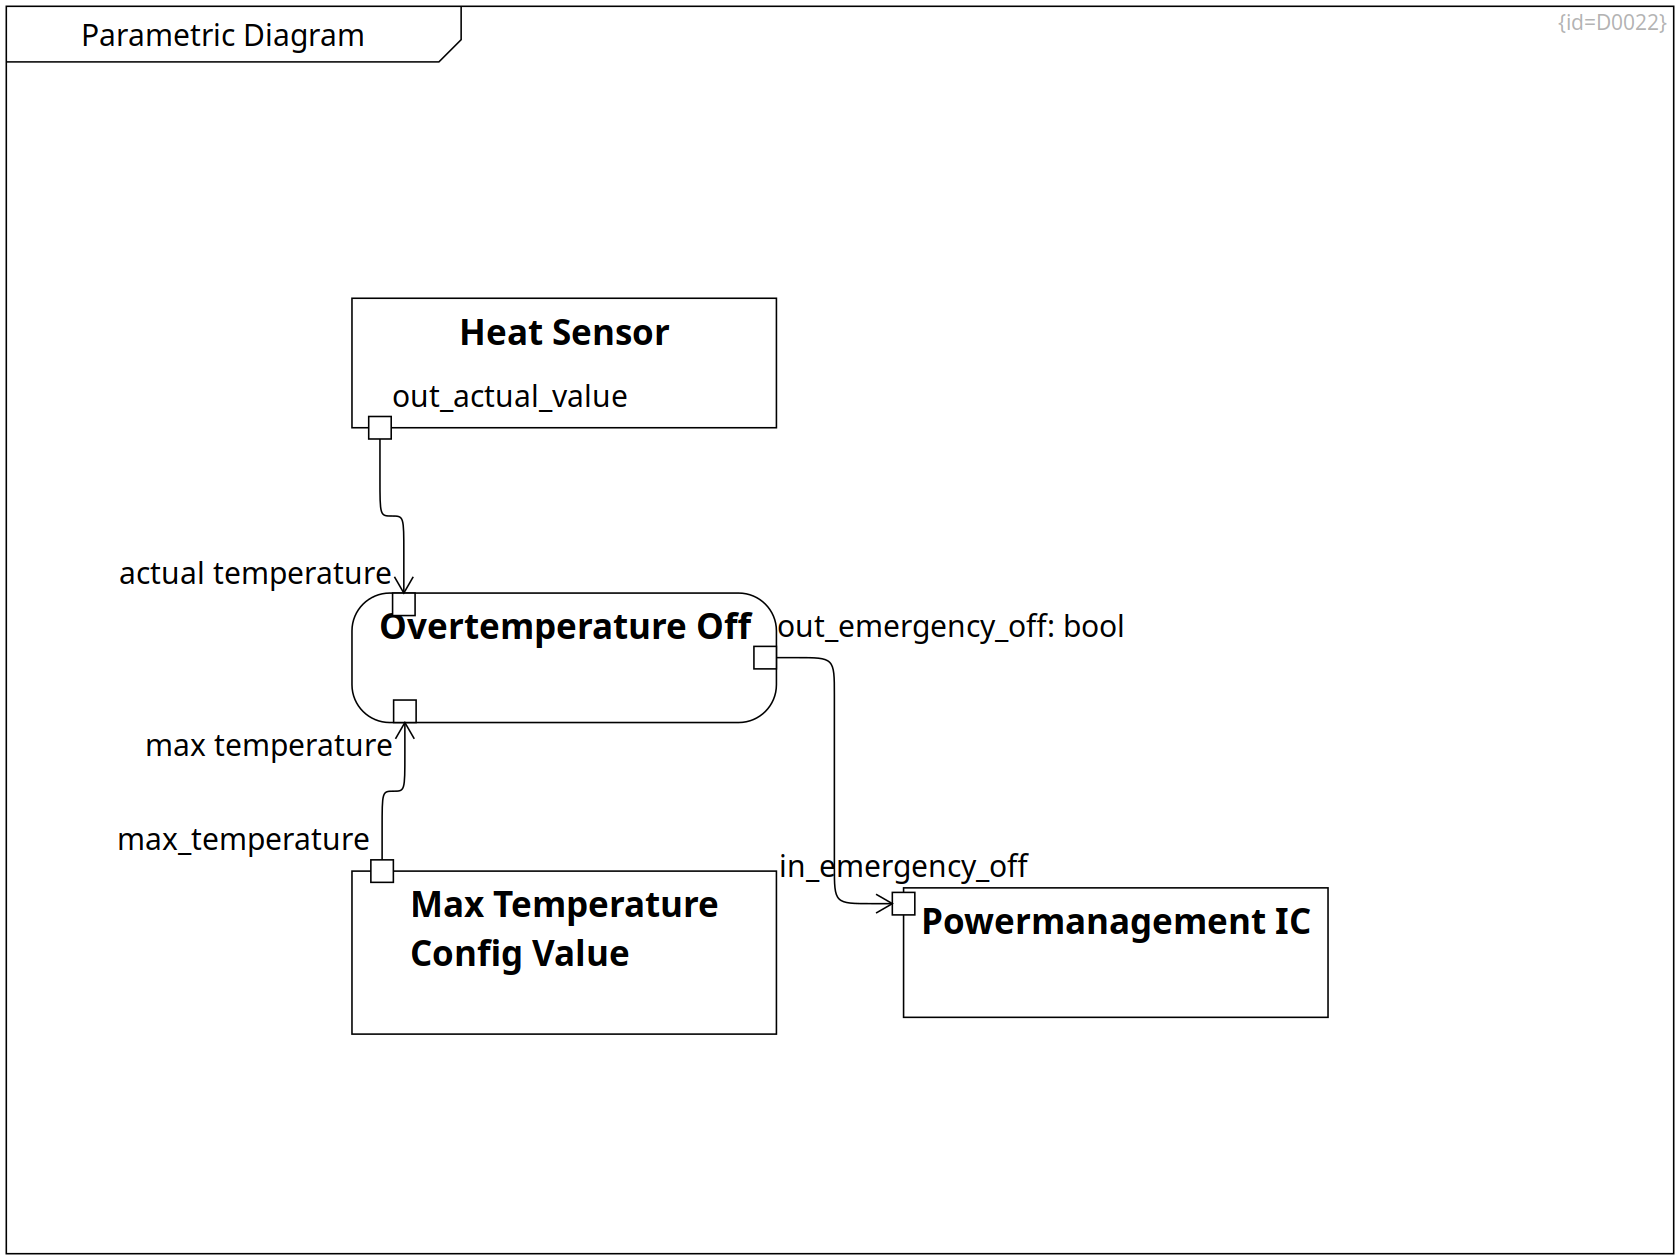 Parametric Diagram
{id=D0022}
Heat Sensor
out_actual_value
actual temperature
Overtemperature Off
out_emergency_off: bool
max temperature
max_temperature
in_emergency_off
Max Temperature
Config Value
Powermanagement IC